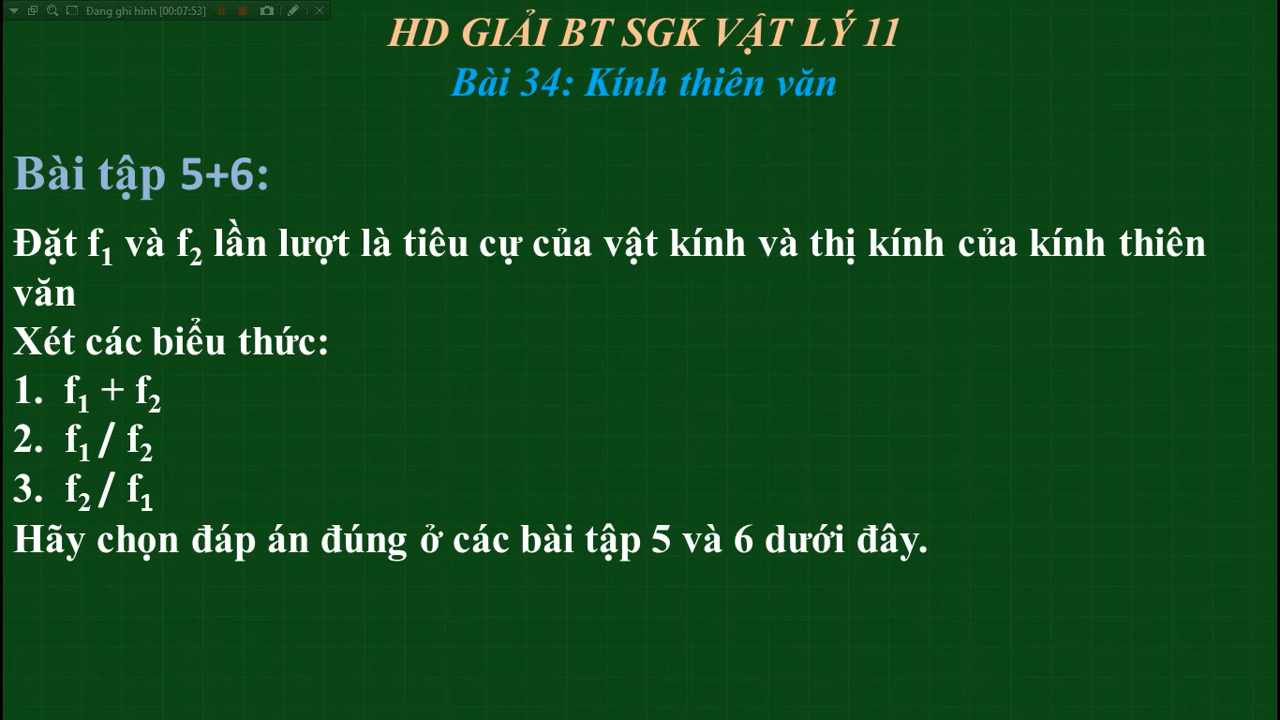 Đang ghi hình [00:07:53]
HD GIẢI BT SGK VẬT LÝ 11
Bài 34: Kính thiên văn
Bài tập 5+6:
Đặt f₁ và f₂ lần lượt là tiêu cự của vật kính và thị kính của kính thiên
văn
Xét các biểu thức:
1. f₁ + f₂
2. f₁ / f₂
3. f₂ / f₁
Hãy chọn đáp án đúng ở các bài tập 5 và 6 dưới đây.